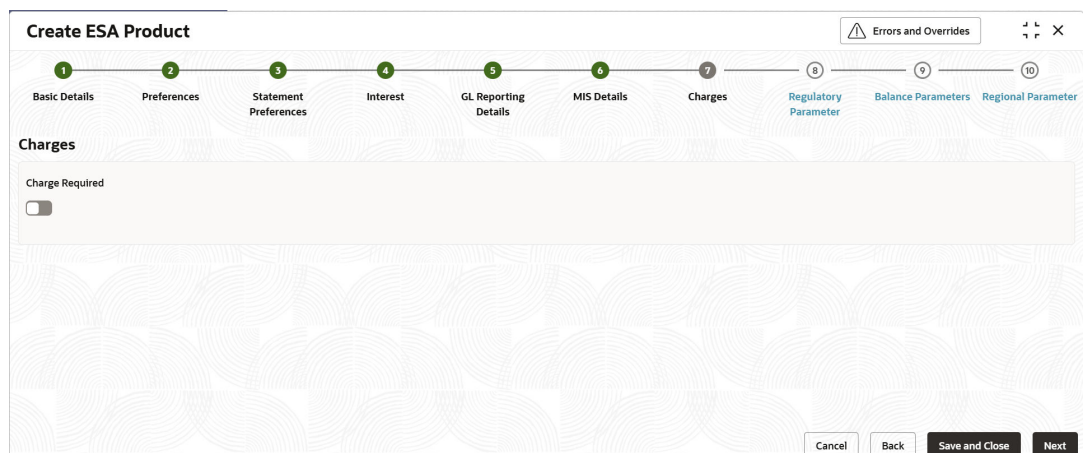 Create ESA Product
Errors and Overrides
1
2
3
4
5
6
7
8
9
10
Basic Details
Preferences
Statement
Preferences
Interest
GL Reporting
Details
MIS Details
Charges
Regulatory
Parameter
Balance Parameters
Regional Parameter
Charges
Charge Required
Cancel
Back
Save and Close
Next